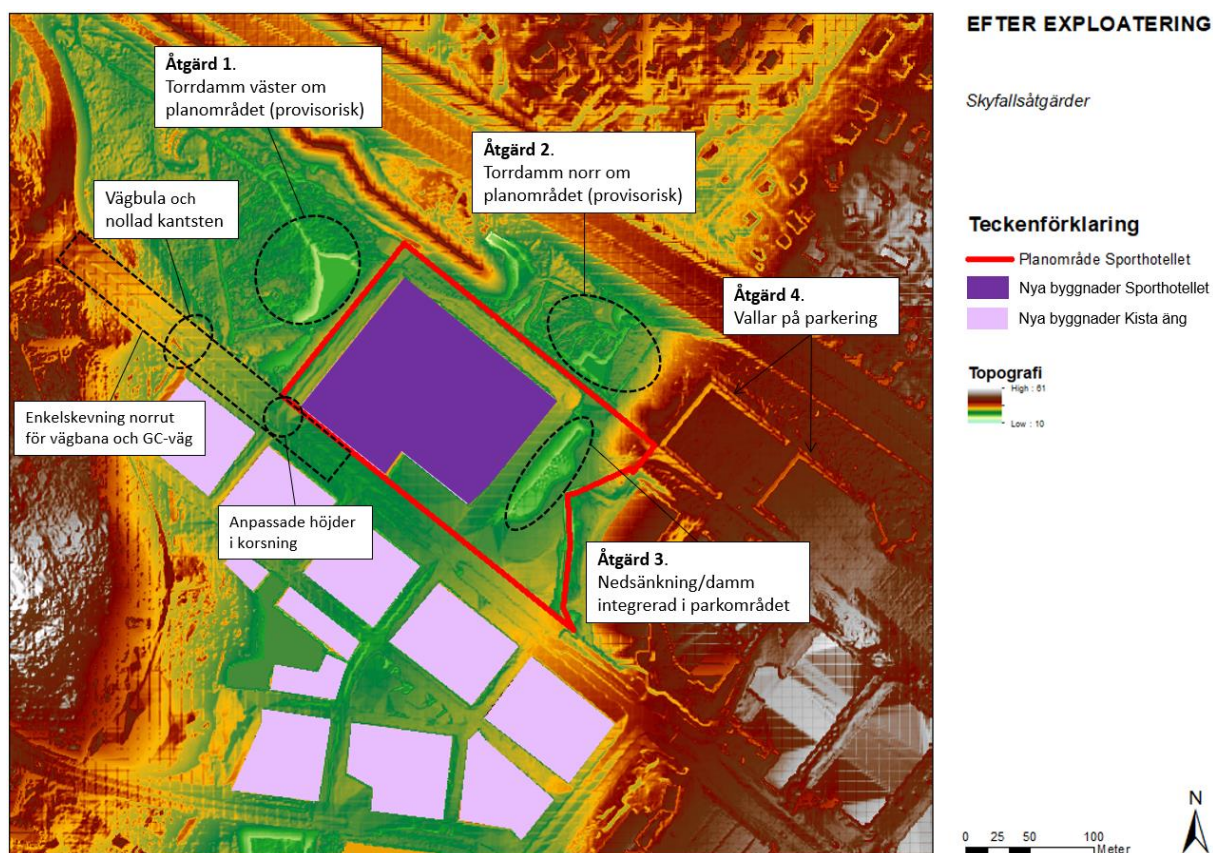 EFTER EXPLOATERING
Skyfallsåtgärder
Åtgärd 1.
Torrdamm väster om
planområdet (provisorisk)
Åtgärd 2.
Torrdamm norr om
planområdet (provisorisk)
Vägbula och
nollad kantsten
Åtgärd 4.
Vallar på parkering
Enkelskevning norrut
för vägbana och GC-väg
Anpassade höjder
i korsning
Åtgärd 3.
Nedsänkning/damm
integrerad i parkområdet
Teckenförklaring
Planområde Sporthotellet
Nya byggnader Sporthotellet
Nya byggnader Kista äng
Topografi
High : 61
Low : 10
N
0 25 50 100
Meter